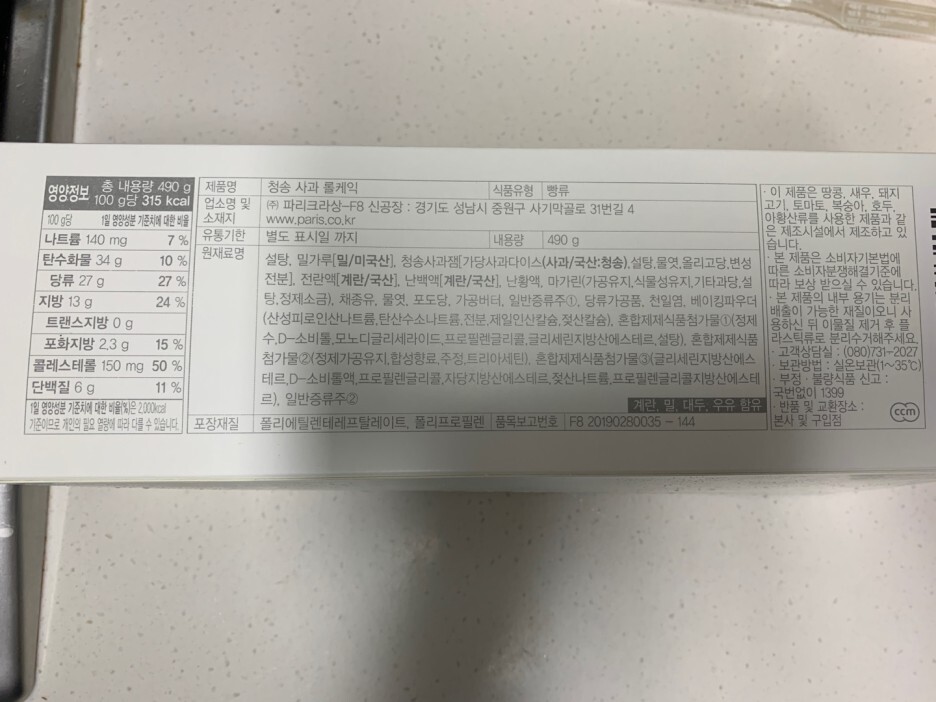 영양정보
총 내용량 490 g
100 g당 315 kcal
100 g당 1일 영양성분 기준치에 대한 비율
나트륨 140 mg 7 %
탄수화물 34 g 10 %
당류 27 g 27 %
지방 13 g 24 %
트랜스지방 0 g
포화지방 2.3 g 15 %
콜레스테롤 150 mg 50 %
단백질 6 g 11 %
1일 영양성분 기준치에 대한 비율(%)은 2,000kcal
기준이므로 개인의 필요 열량에 따라 다를 수 있습니다.
제품명 청송 사과 롤케익 식품유형 빵류
업소명 및 소재지
㈜ 파리크라상-F8 신공장 : 경기도 성남시 중원구 사기막골로 31번길 4
www.paris.co.kr
유통기한 별도 표시일 까지 내용량 490 g
원재료명
설탕, 밀가루[밀/미국산], 청송사과잼[가당사과다이스(사과/국산:청송),설탕,물엿,올리고당,변성
전분], 전란액[계란/국산], 난백액[계란/국산], 난황액, 마가린(가공유지,식물성유지,기타과당,설
탕,정제소금), 채종유, 물엿, 포도당, 가공버터, 일반증류주①, 당류가공품, 천일염, 베이킹파우더
(산성피로인산나트륨,탄산수소나트륨,전분,제일인산칼슘,젖산칼슘), 혼합제제식품첨가물①(정제
수,D-소비톨,모노디글리세라이드,프로필렌글리콜,글리세린지방산에스테르,설탕), 혼합제제식품
첨가물②(정제가공유지,합성향료,주정,트리아세틴), 혼합제제식품첨가물③(글리세린지방산에스
테르,D-소비톨액,프로필렌글리콜,자당지방산에스테르,젖산나트륨,프로필렌글리콜지방산에스테
르), 일반증류주②
계란, 밀, 대두, 우유 함유
포장재질 폴리에틸렌테레프탈레이트, 폴리프로필렌 품목보고번호 F8 20190280035 - 144
· 이 제품은 땅콩, 새우, 돼지
고기, 토마토, 복숭아, 호두,
아황산류를 사용한 제품과 같
은 제조시설에서 제조하고 있
습니다.
· 본 제품은 소비자기본법에
따른 소비자분쟁해결기준에
따라 보상 받으실 수 있습니다.
· 본 제품의 내부 용기는 분리
배출이 가능한 재질이오니 사
용하신 뒤 이물질 제거 후 플
라스틱류로 분리수거해주세요.
· 고객상담실 : (080)731-2027
· 보관방법 : 실온보관(1~35℃)
· 부정 · 불량식품 신고 :
국번없이 1399
· 반품 및 교환장소 :
본사 및 구입점
ccm